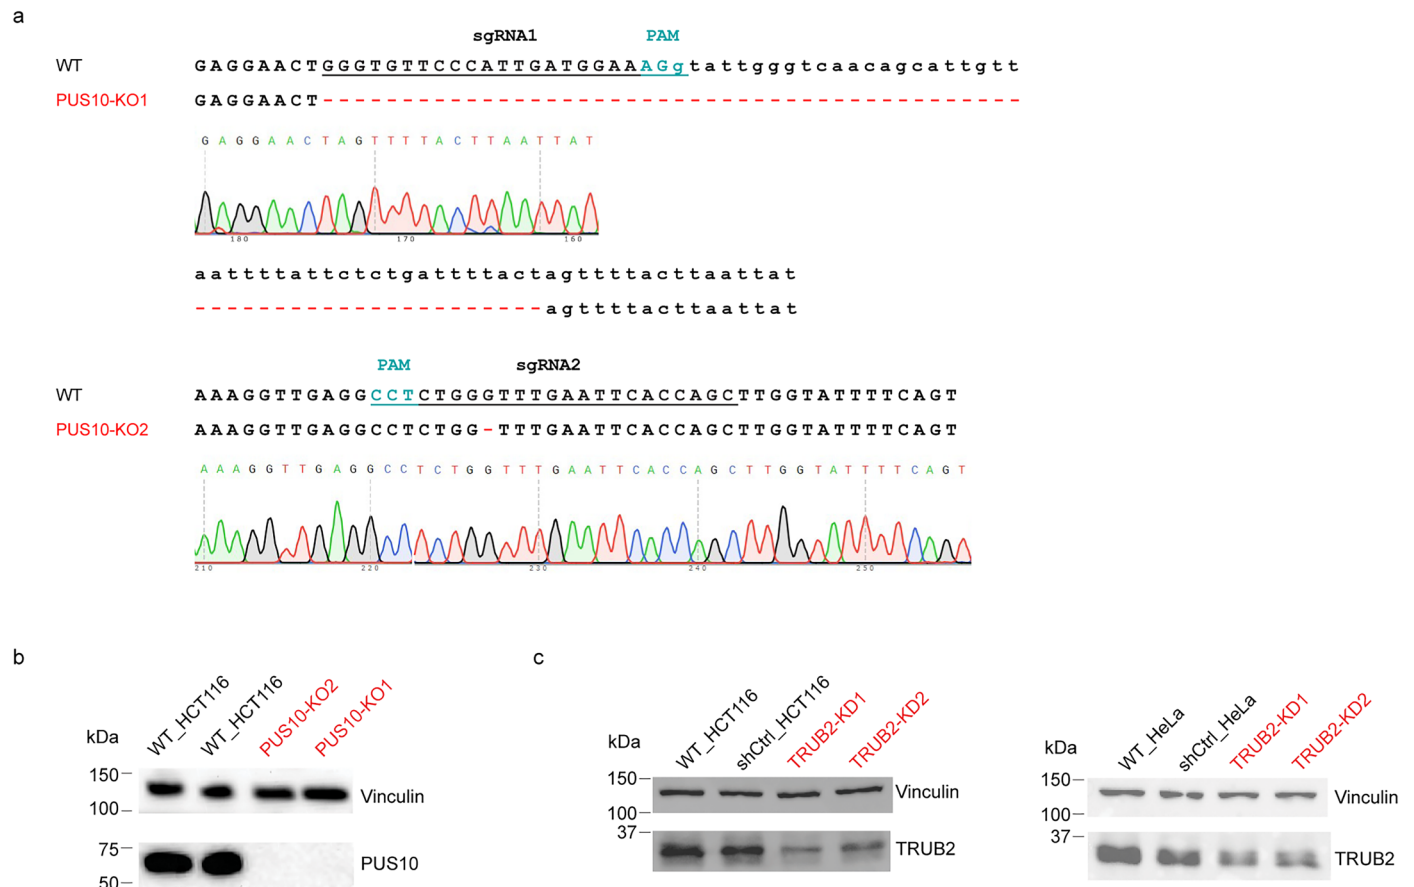 a
sgRNA1 PAM
WT GAGGAACTGGGTGTTCCCATTGATGGAAAGgtattgggtcaacagcattgtt
PUS10-KO1 GAGGAACT--------------------------------------------
GAGGAACTAGTTTTACTTAATTAT
180 170 160
aattttattctctgattttactagttttacttaattat
----------------------agttttacttaattat
PAM sgRNA2
WT AAAGGTTGAGGCCTCTGGGTTTGAATTCACCAGCTTGGTATTTTCAGT
PUS10-KO2 AAAGGTTGAGGCCTCTGG-TTTGAATTCACCAGCTTGGTATTTTCAGT
AAAGGTTGAGGCCTCTGGTTTGAATTCACCAGCTTGGTATTTTCAGT
210 220 230 240 250
b
kDa WT_HCT116 WT_HCT116 PUS10-KO2 PUS10-KO1
150
Vinculin
100
75
PUS10
50
c
kDa WT_HCT116 shCtrl_HCT116 TRUB2-KD1 TRUB2-KD2
150
Vinculin
100
37
TRUB2
kDa WT_HeLa shCtrl_HeLa TRUB2-KD1 TRUB2-KD2
150
Vinculin
100
37
TRUB2